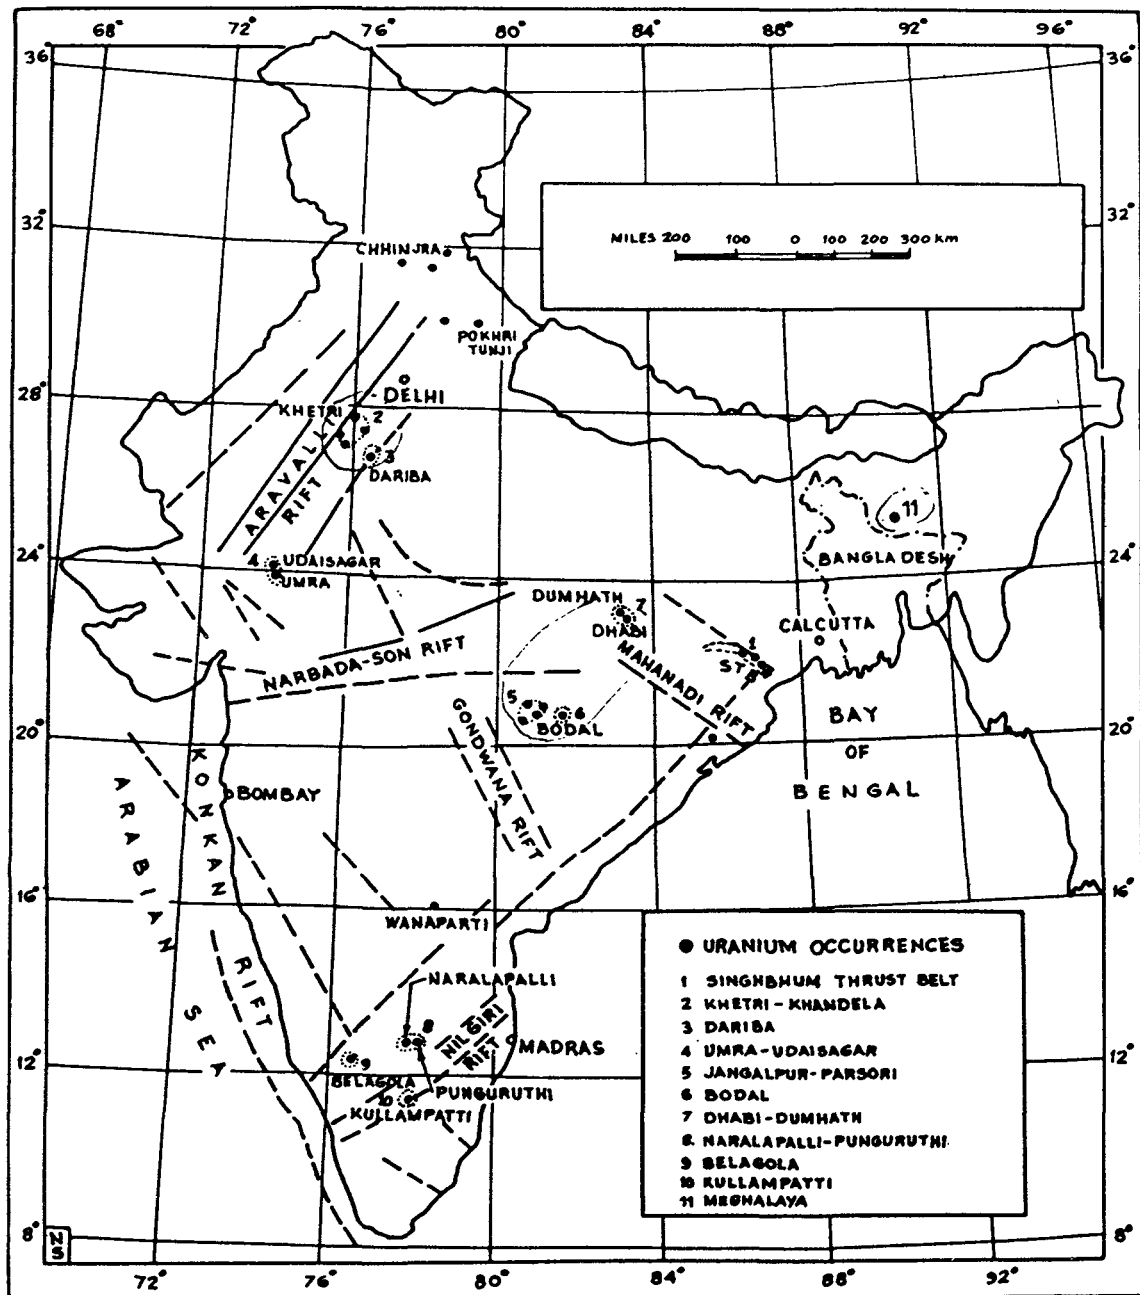 68° 72° 76° 80° 84° 88° 92° 96°
36° 36°
32° 32°
MILES 200 100 0 100 200 300 km
CHHINJRA
POKHRI
TUNJI
28° 28°
DELHI
KHETRI 2
3
DARIBA
ARAVALLI
RIFT
11
BANGLADESH
24° 24°
4 UDAISAGAR
UMRA
DUMHATH 7
DHABI
CALCUTTA
1
STB
NARBADA-SON RIFT
MAHANADI RIFT
5 6
BODAL
GONDWANA RIFT
BAY
OF
BENGAL
20° 20°
KONKAN RIFT
BOMBAY
ARABIAN SEA
16° 16°
WANAPARTI
NARALAPALLI
8
NILGIRI
RIFT
MADRAS
9
BELAGOLA
PUNGURUTHI
10
KULLAMPATTI
12° 12°
● URANIUM OCCURRENCES
1 SINGHBHUM THRUST BELT
2 KHETRI-KHANDELA
3 DARIBA
4 UMRA-UDAISAGAR
5 JANGALPUR-PARSORI
6 BODAL
7 DHABI-DUMHATH
8 NARALAPALLI-PUNGURUTHI
9 BELAGOLA
10 KULLAMPATTI
11 MEGHALAYA
8° 8°
NS
72° 76° 80° 84° 88° 92°